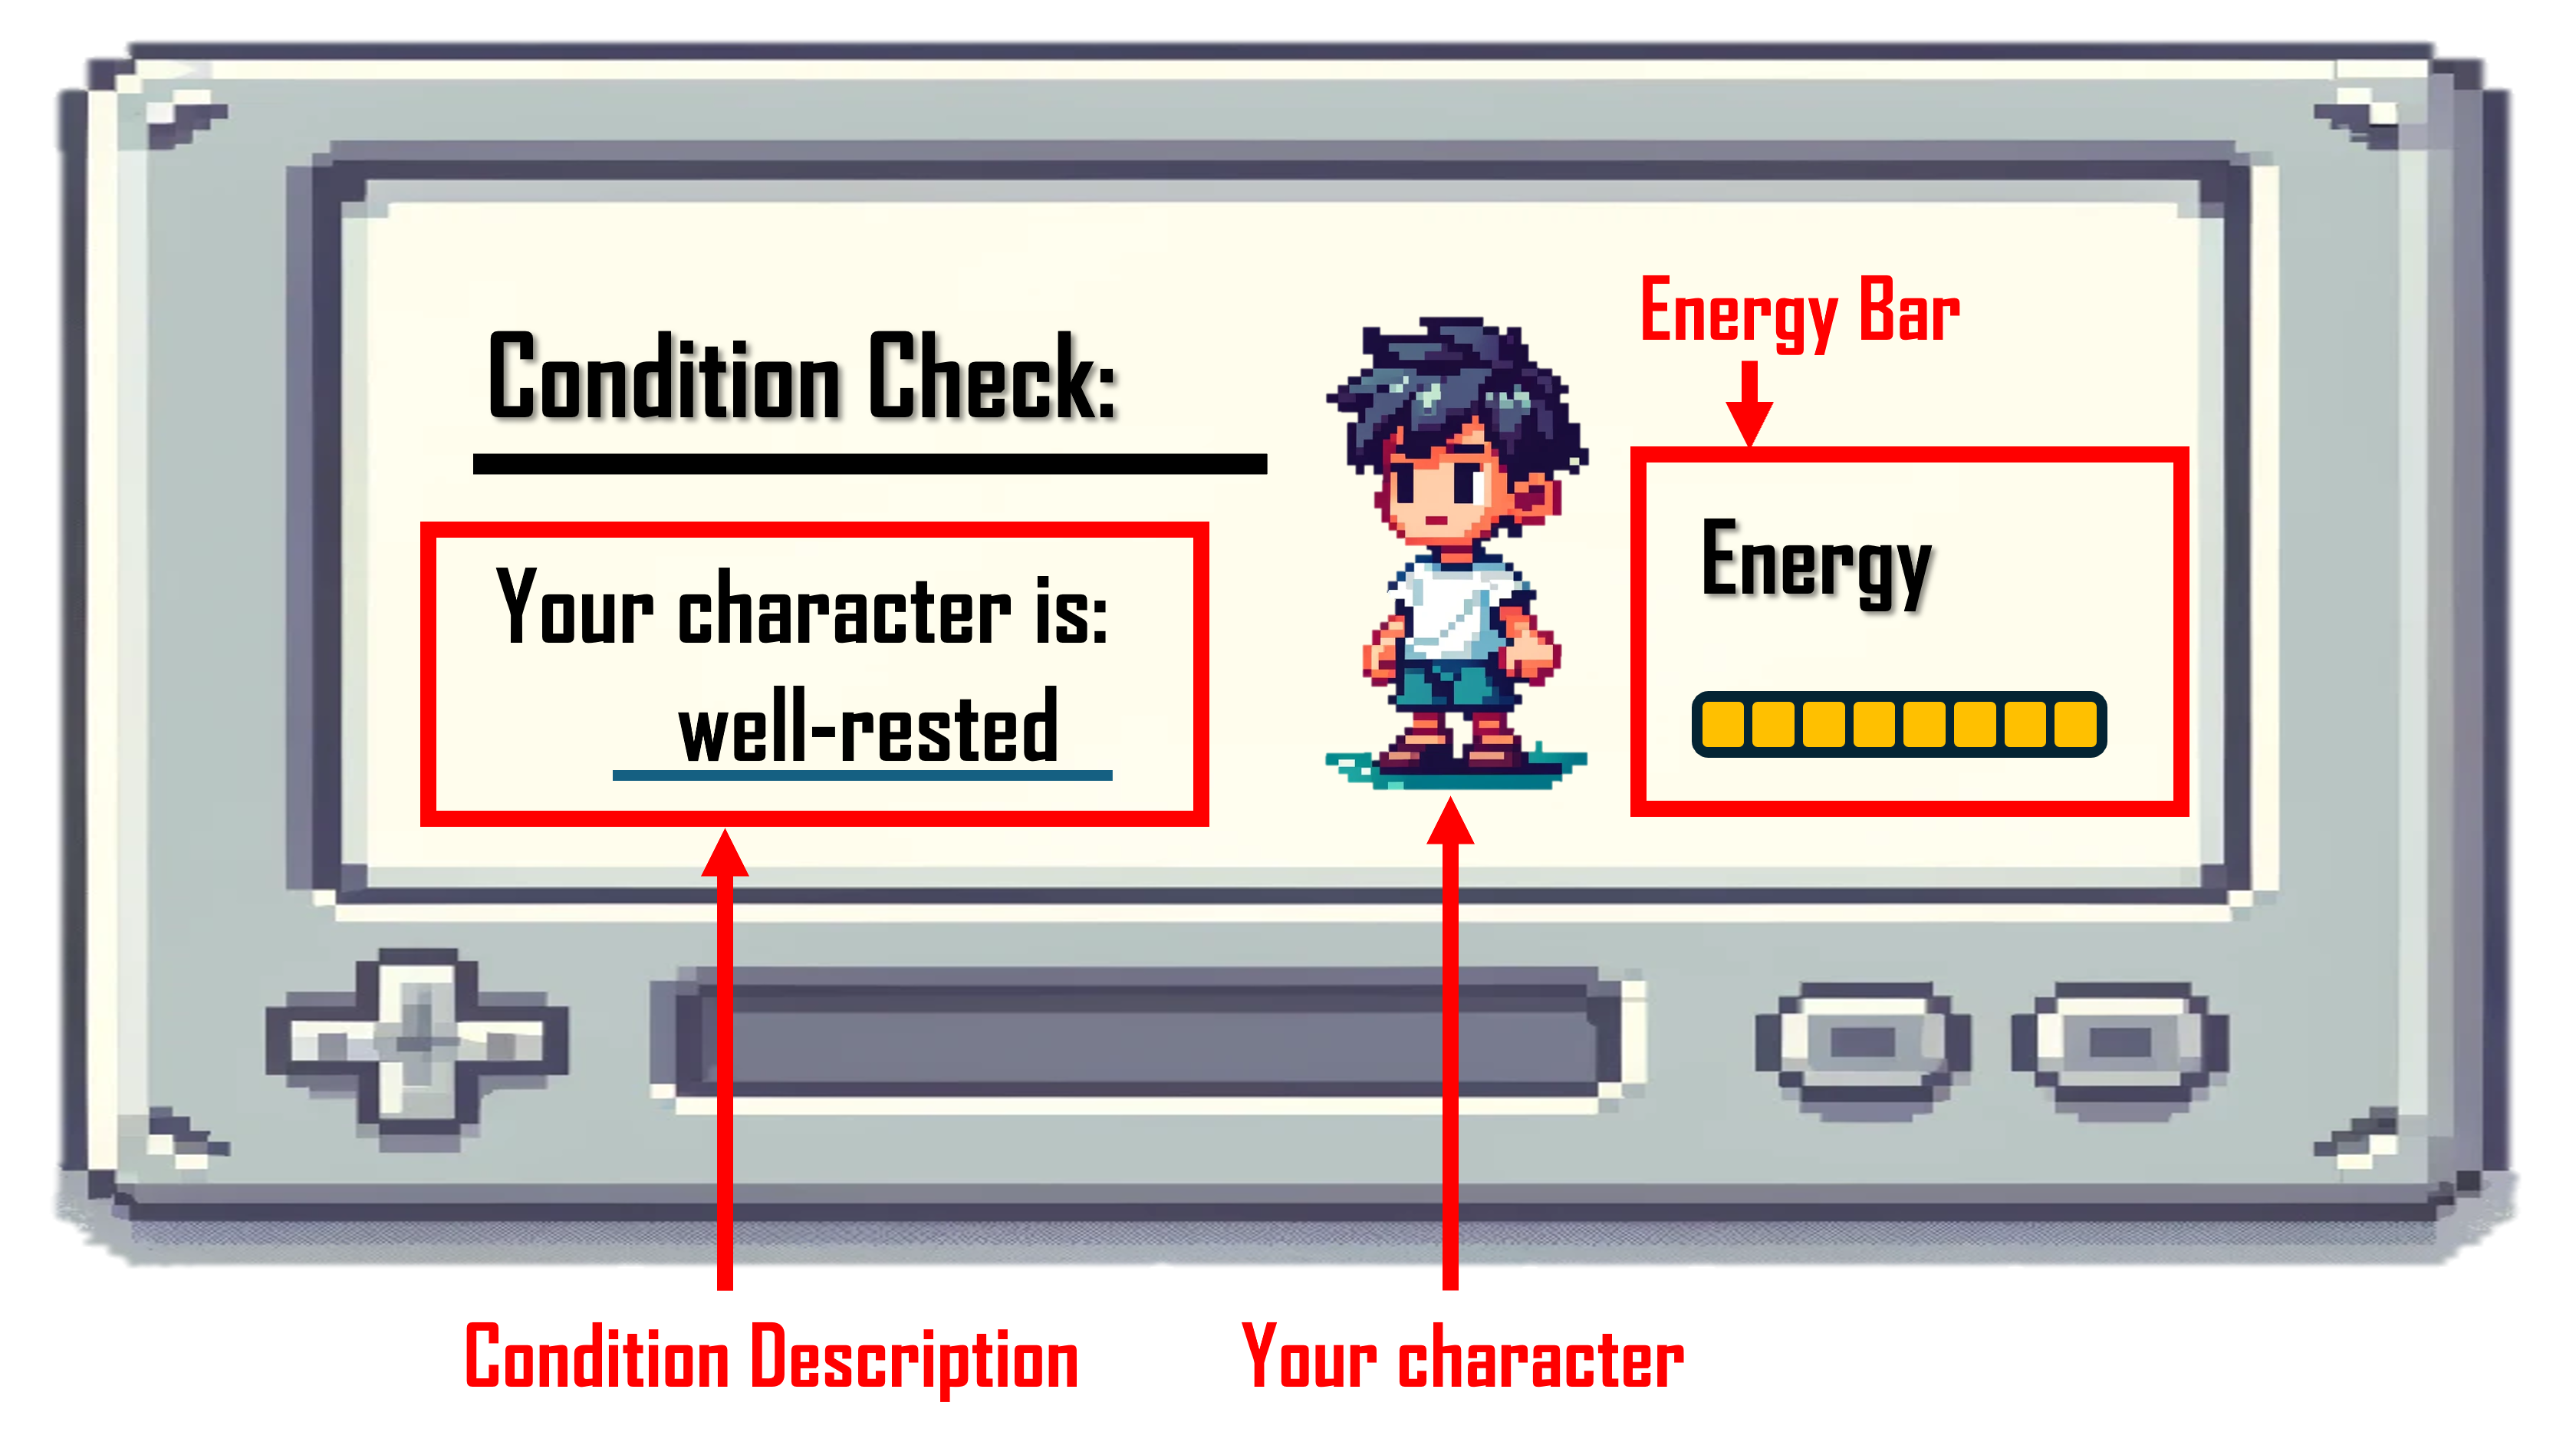 Energy Bar
Condition Check:
Your character is:
well-rested
Energy
Condition Description
Your character